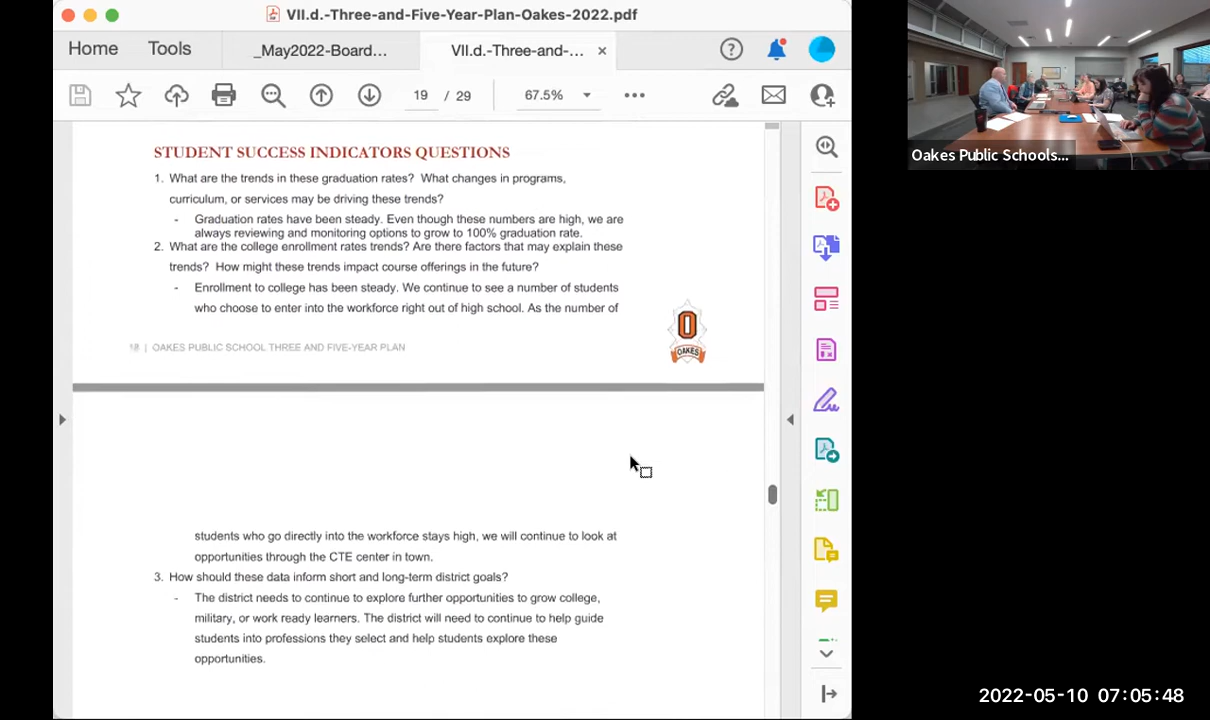 VII.d.-Three-and-Five-Year-Plan-Oakes-2022.pdf
Home
Tools
_May2022-Board...
VII.d.-Three-and-...
19 / 29
67.5%
Oakes Public Schools...
STUDENT SUCCESS INDICATORS QUESTIONS
1. What are the trends in these graduation rates? What changes in programs,
curriculum, or services may be driving these trends?
- Graduation rates have been steady. Even though these numbers are high, we are
always reviewing and monitoring options to grow to 100% graduation rate.
2. What are the college enrollment rates trends? Are there factors that may explain these
trends? How might these trends impact course offerings in the future?
- Enrollment to college has been steady. We continue to see a number of students
who choose to enter into the workforce right out of high school. As the number of
| OAKES PUBLIC SCHOOL THREE AND FIVE-YEAR PLAN
O
OAKES
students who go directly into the workforce stays high, we will continue to look at
opportunities through the CTE center in town.
3. How should these data inform short and long-term district goals?
- The district needs to continue to explore further opportunities to grow college,
military, or work ready learners. The district will need to continue to help guide
students into professions they select and help students explore these
opportunities.
2022-05-10 07:05:48